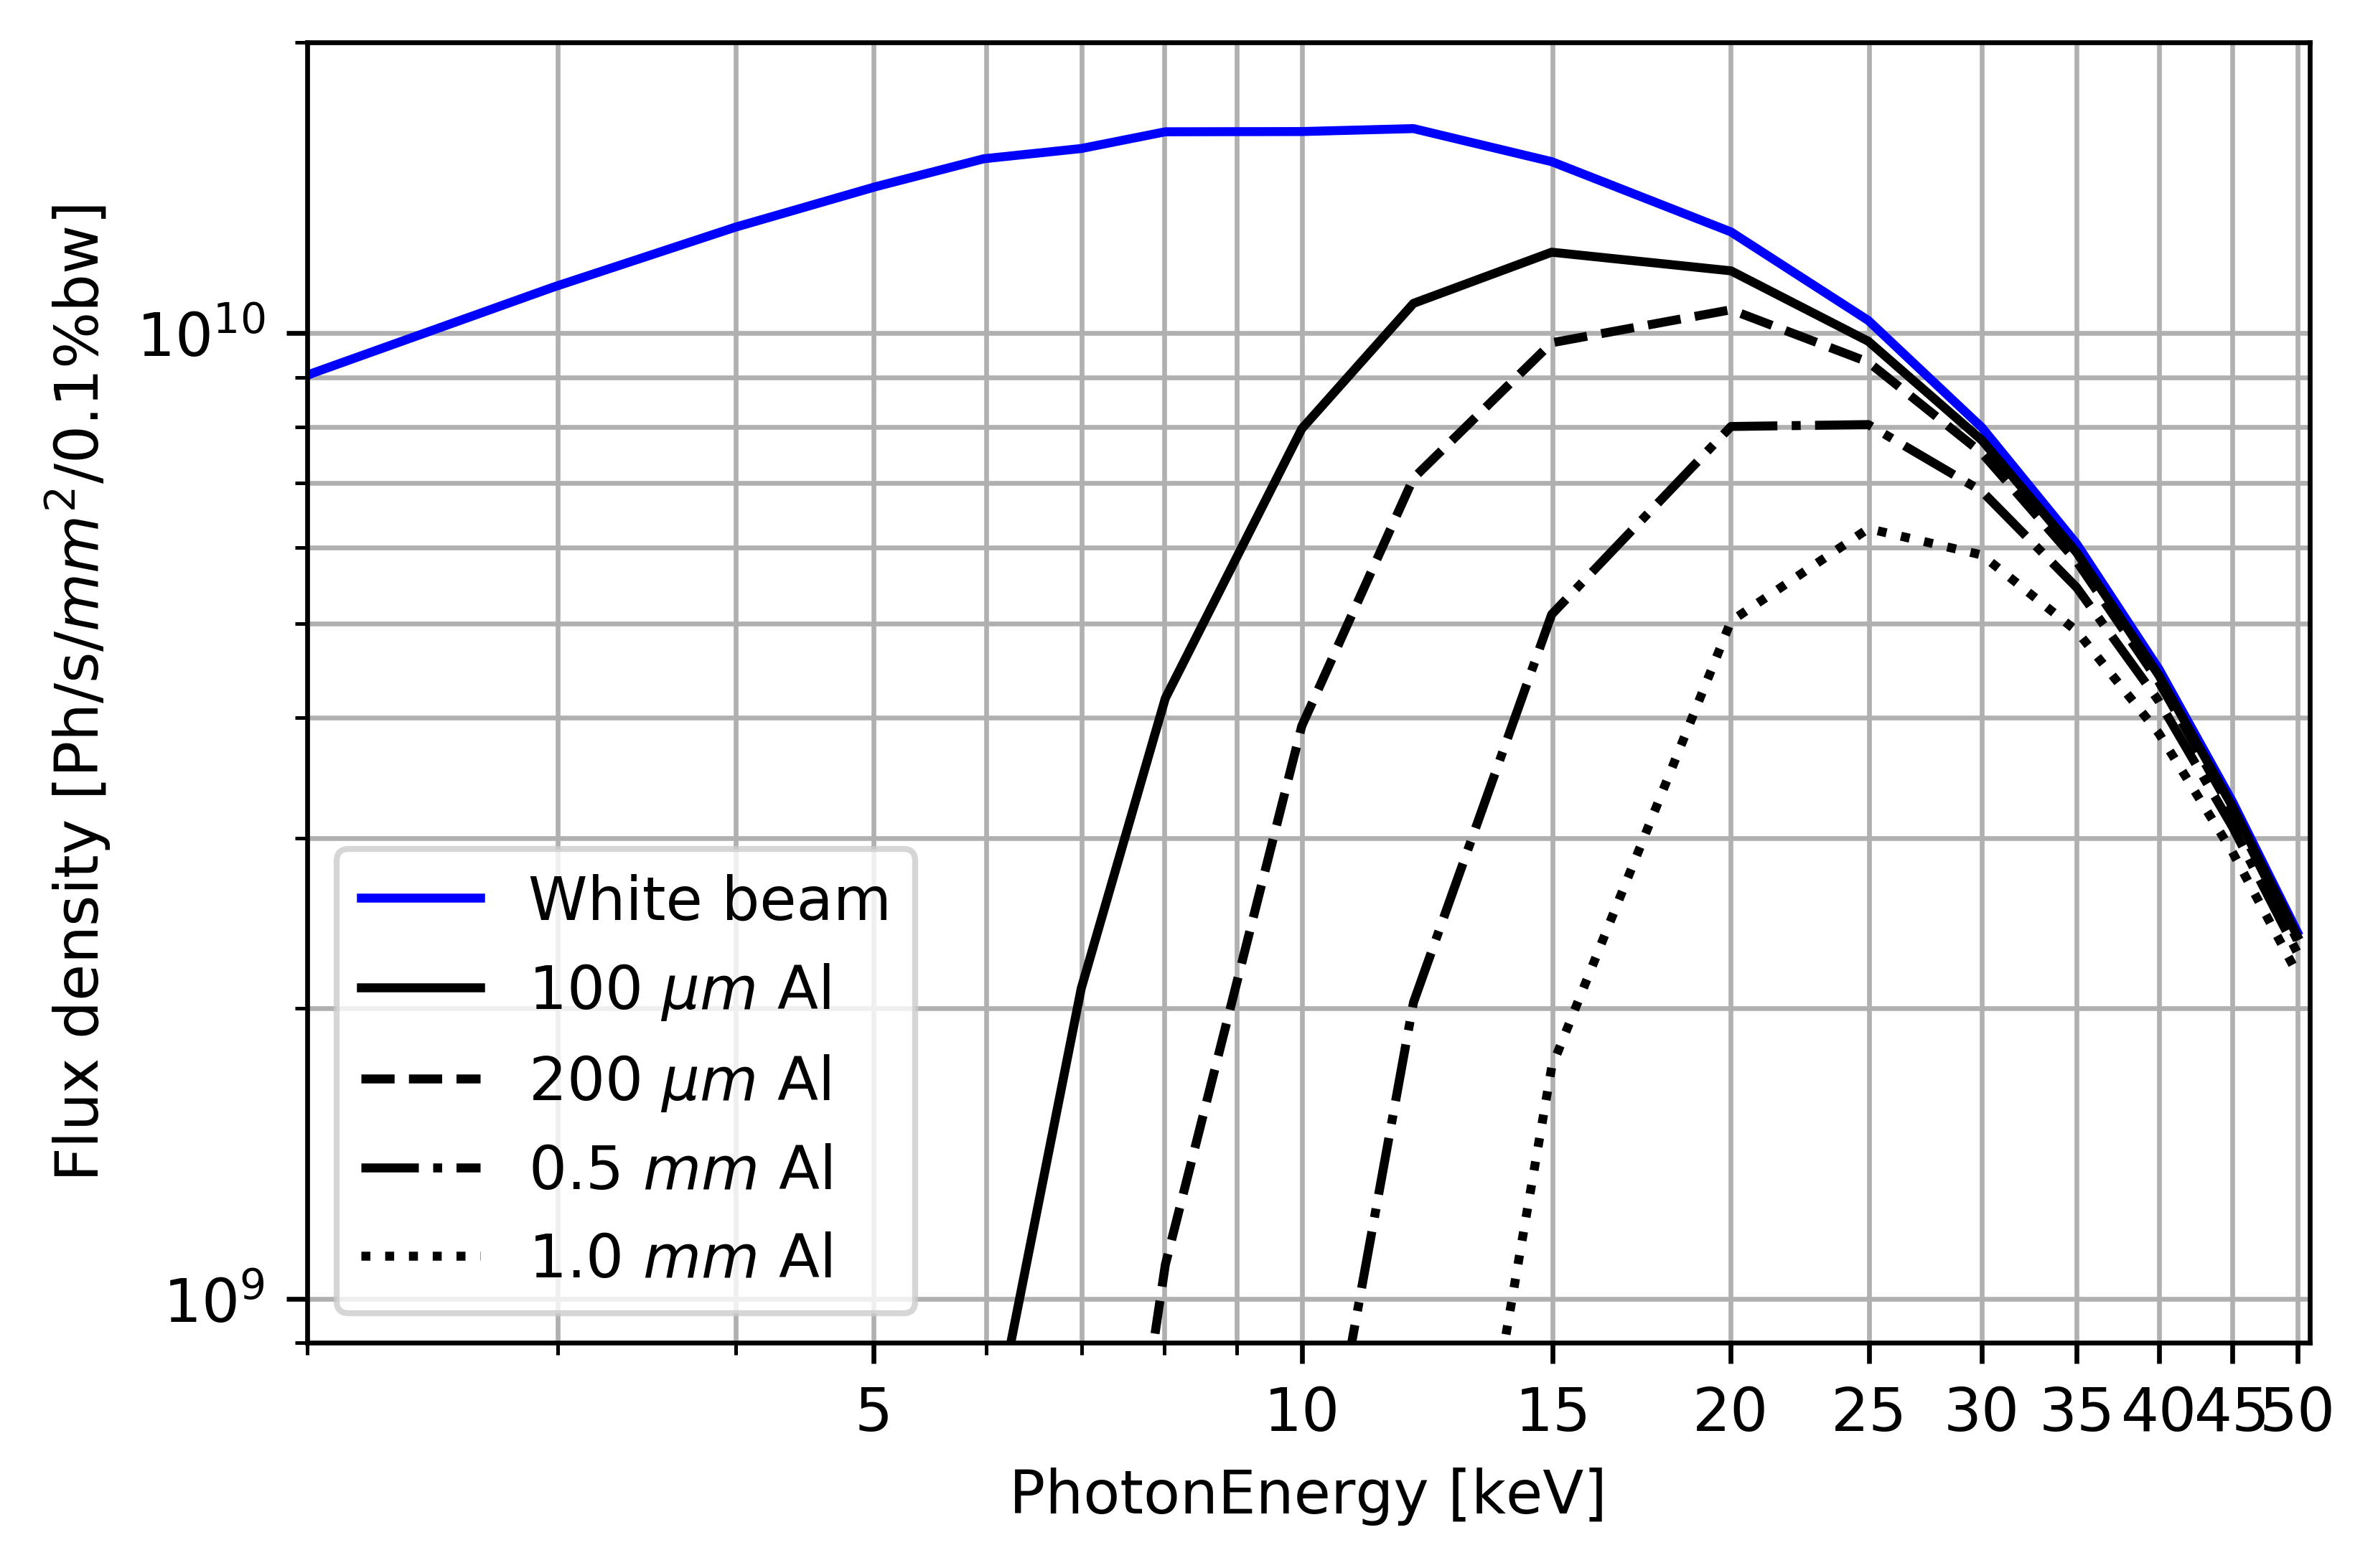 Flux density [Ph/s/mm²/0.1%bw]
10¹⁰
10⁹
White beam
100 μm Al
200 μm Al
0.5 mm Al
1.0 mm Al
5 10 15 20 25 30 35 40 45 50
PhotonEnergy [keV]